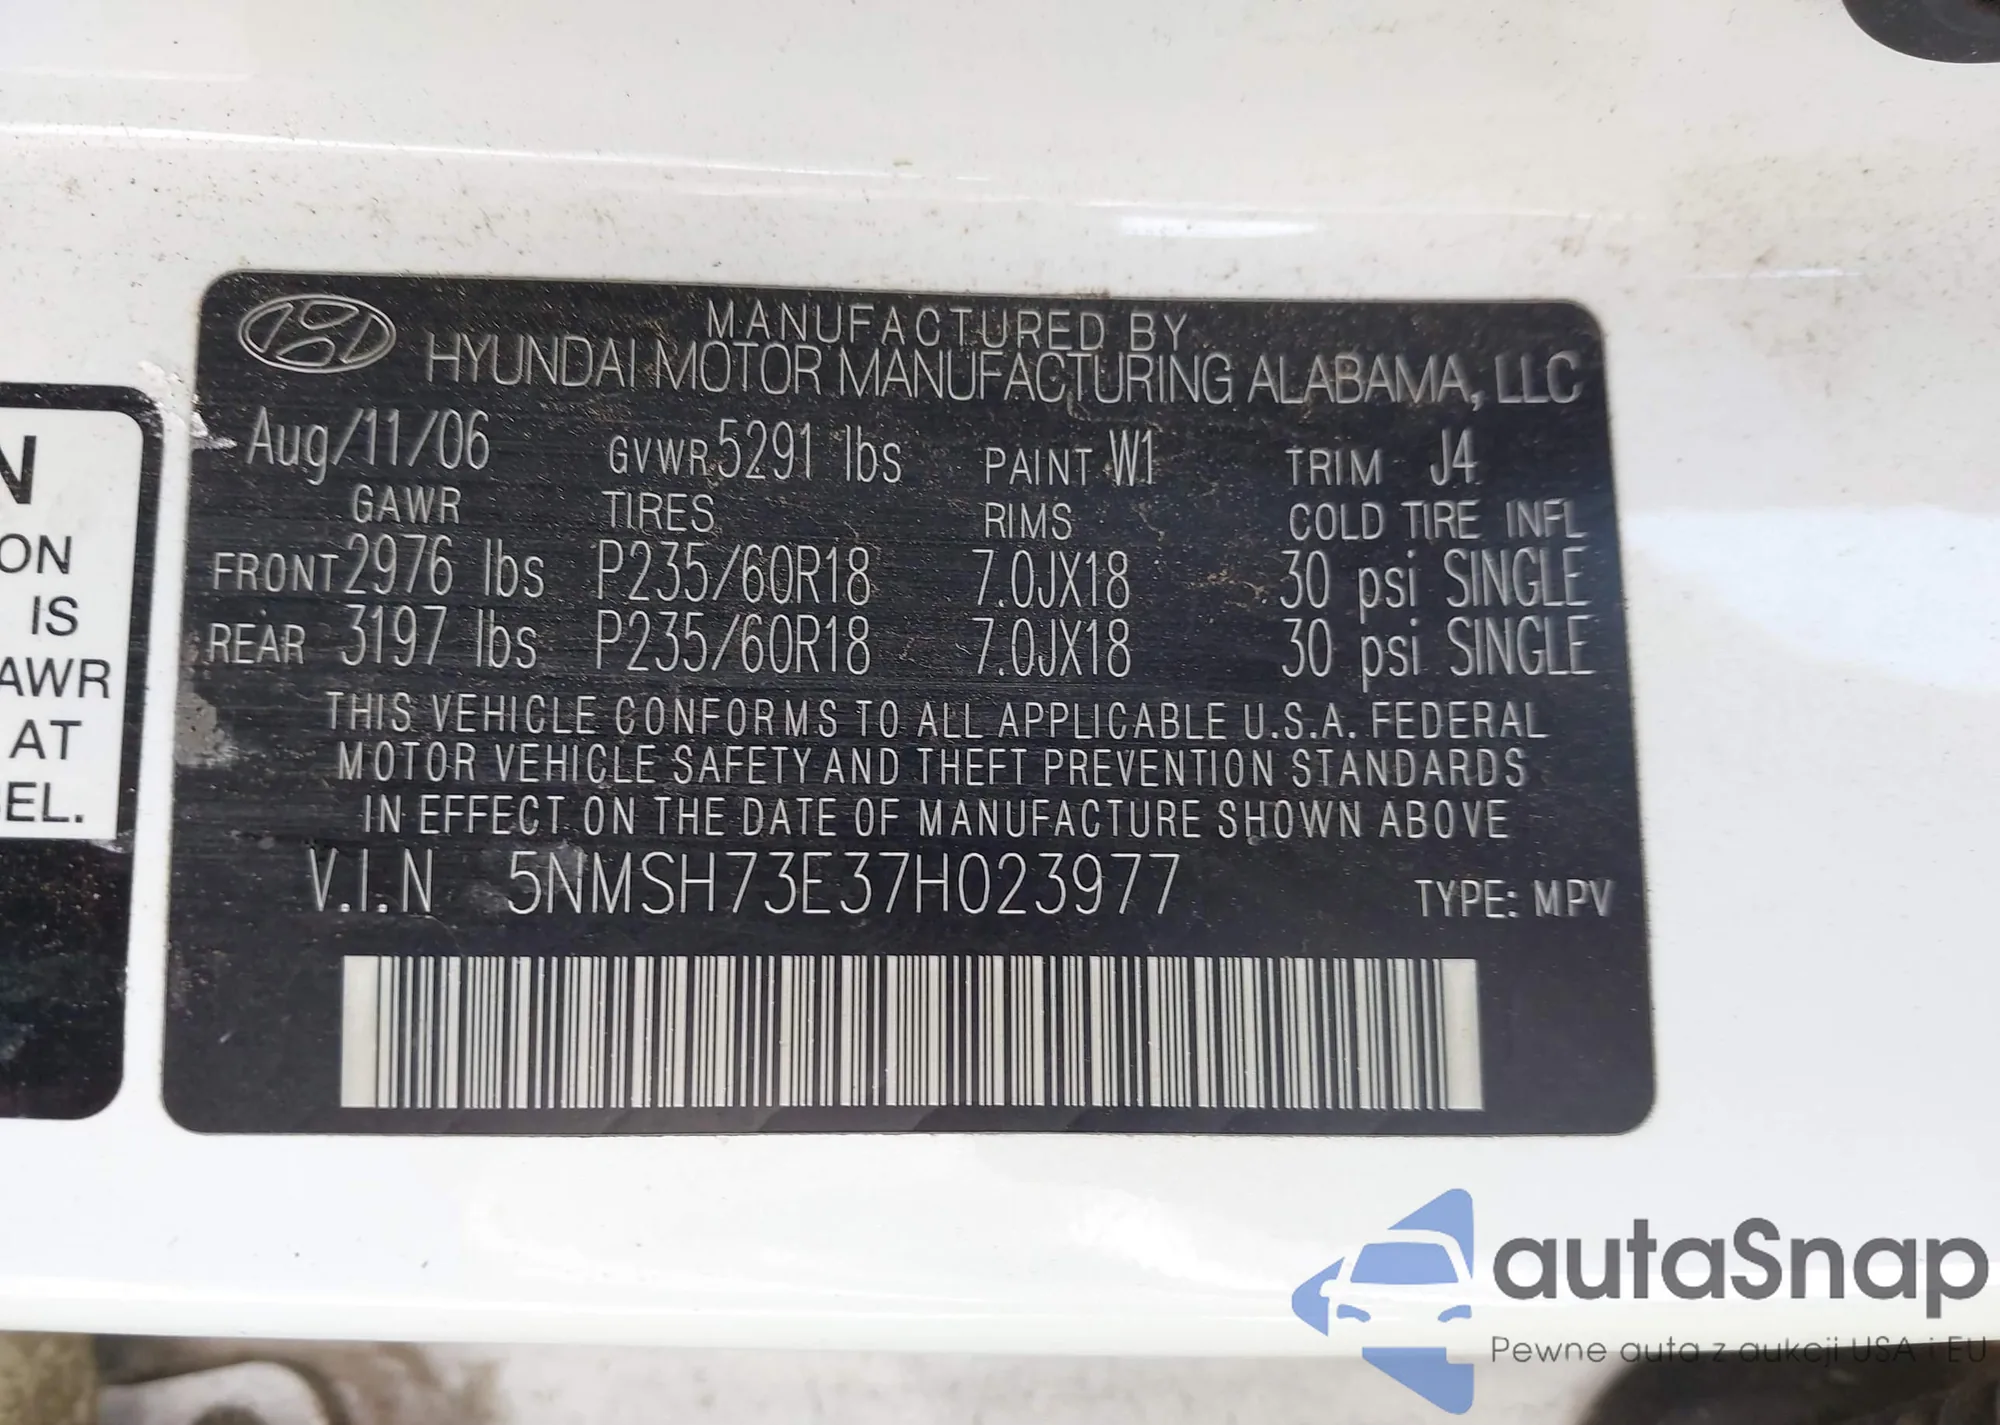 N
ON
IS
AWR
AT
EL.
MANUFACTURED BY
HYUNDAI MOTOR MANUFACTURING ALABAMA, LLC
Aug/11/06 GVWR 5291 lbs PAINT W1 TRIM J4
GAWR TIRES RIMS COLD TIRE INFL
FRONT 2976 lbs P235/60R18 7.0JX18 30 psi SINGLE
REAR 3197 lbs P235/60R18 7.0JX18 30 psi SINGLE
THIS VEHICLE CONFORMS TO ALL APPLICABLE U.S.A. FEDERAL
MOTOR VEHICLE SAFETY AND THEFT PREVENTION STANDARDS
IN EFFECT ON THE DATE OF MANUFACTURE SHOWN ABOVE
V.I.N 5NMSH73E37H023977 TYPE: MPV
autaSnap
Pewne auta z aukcji USA i EU